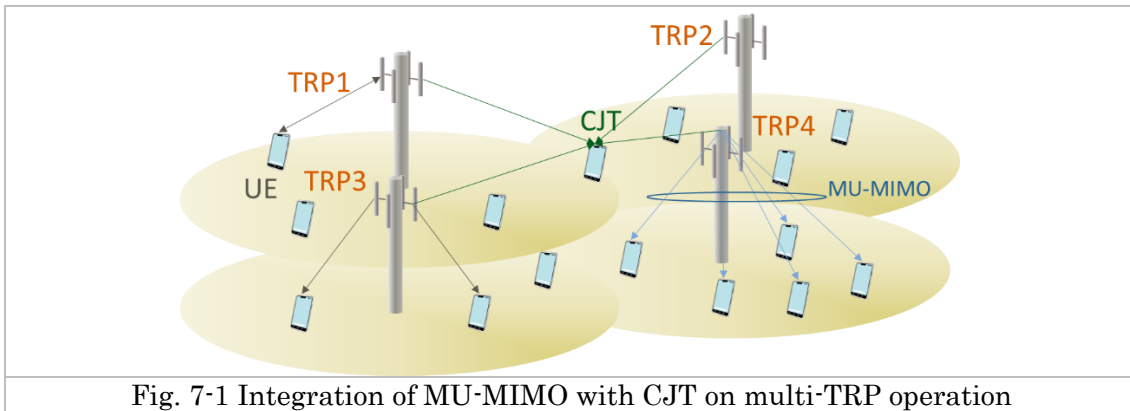 TRP2
TRP1
CJT
TRP4
UE
TRP3
MU-MIMO
Fig. 7-1 Integration of MU-MIMO with CJT on multi-TRP operation